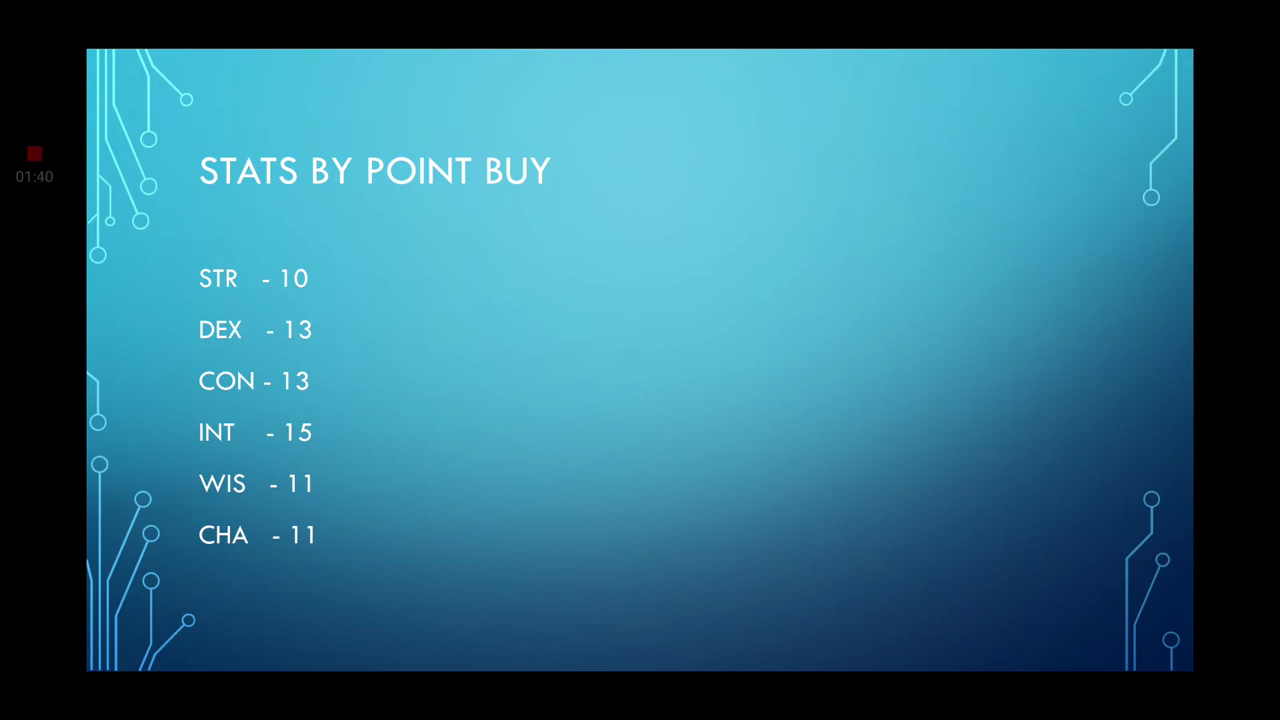 01:40
STATS BY POINT BUY
STR - 10
DEX - 13
CON - 13
INT - 15
WIS - 11
CHA - 11